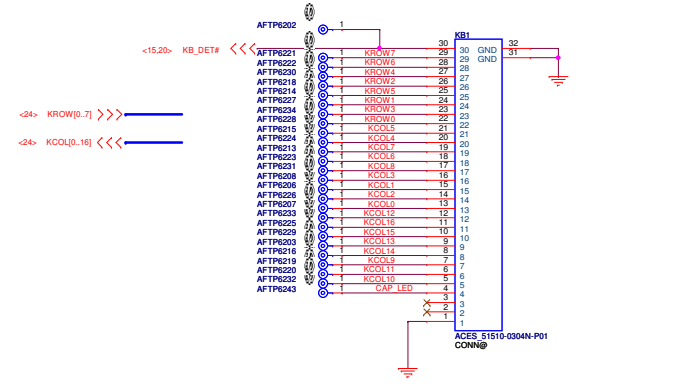 AFTP6202 1
KB1
<15,20> KB_DET# 30 30 GND 32
AFTP6221 1 KROW7 29 29 GND 31
AFTP6222 1 KROW6 28 28
AFTP6230 1 KROW4 27 27
AFTP6218 1 KROW2 26 26
AFTP6214 1 KROW5 25 25
AFTP6227 1 KROW1 24 24
AFTP6234 1 KROW3 23 23
<24> KROW[0..7]
AFTP6228 1 KROW0 22 22
AFTP6215 1 KCOL5 21 21
AFTP6224 1 KCOL4 20 20
<24> KCOL[0..16]
AFTP6213 1 KCOL7 19 19
AFTP6223 1 KCOL6 18 18
AFTP6231 1 KCOL8 17 17
AFTP6208 1 KCOL3 16 16
AFTP6206 1 KCOL1 15 15
AFTP6226 1 KCOL2 14 14
AFTP6207 1 KCOL0 13 13
AFTP6233 1 KCOL12 12 12
AFTP6225 1 KCOL16 11 11
AFTP6229 1 KCOL15 10 10
AFTP6203 1 KCOL13 9 9
AFTP6216 1 KCOL14 8 8
AFTP6219 1 KCOL9 7 7
AFTP6220 1 KCOL11 6 6
AFTP6232 1 KCOL10 5 5
AFTP6243 1 CAP_LED 4 4
3 3
2 2
1 1
ACES_51510-0304N-P01
CONN@